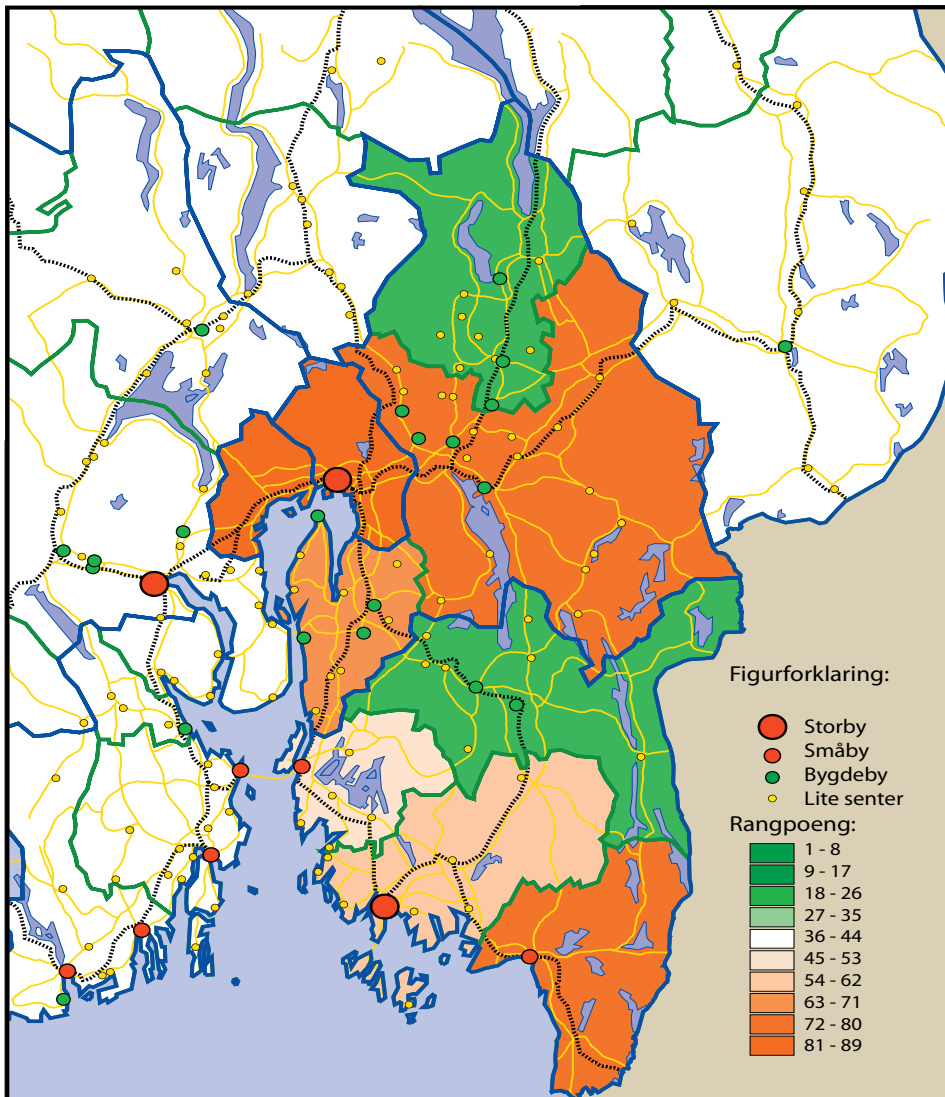 Figurforklaring:
Storby
Småby
Bygdeby
Lite senter
Rangpoeng:
1 - 8
9 - 17
18 - 26
27 - 35
36 - 44
45 - 53
54 - 62
63 - 71
72 - 80
81 - 89